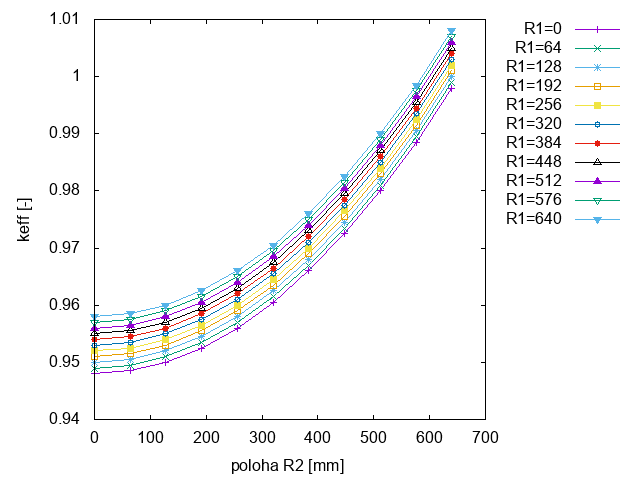 1.01
1
0.99
0.98
0.97
0.96
0.95
0.94
keff [-]
0 100 200 300 400 500 600 700
poloha R2 [mm]
R1=0
R1=64
R1=128
R1=192
R1=256
R1=320
R1=384
R1=448
R1=512
R1=576
R1=640